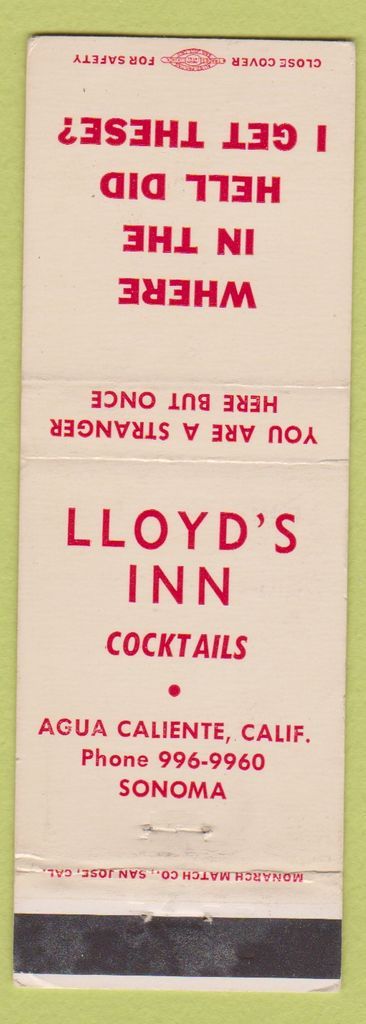 CLOSE COVER FOR SAFETY
WHERE
IN THE
HELL DID
I GET THESE?
YOU ARE A STRANGER
HERE BUT ONCE
LLOYD'S
INN
COCKTAILS
•
AGUA CALIENTE, CALIF.
Phone 996-9960
SONOMA
MONARCH MATCH CO., SAN JOSE, CAL.